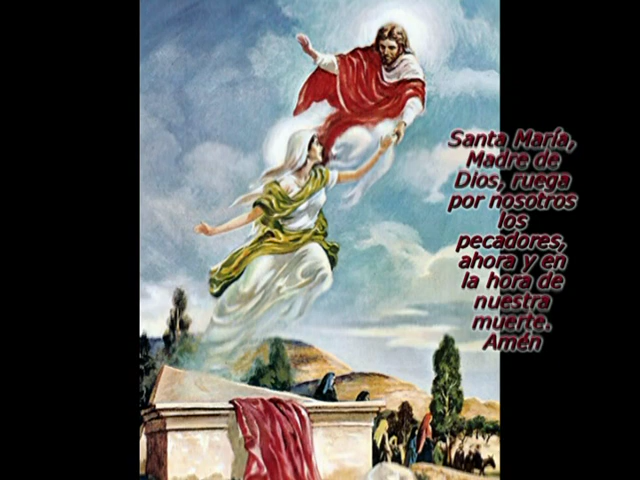 Santa María,
Madre de
Dios, ruega
por nosotros
los
pecadores,
ahora y en
la hora de
nuestra
muerte.
Amén